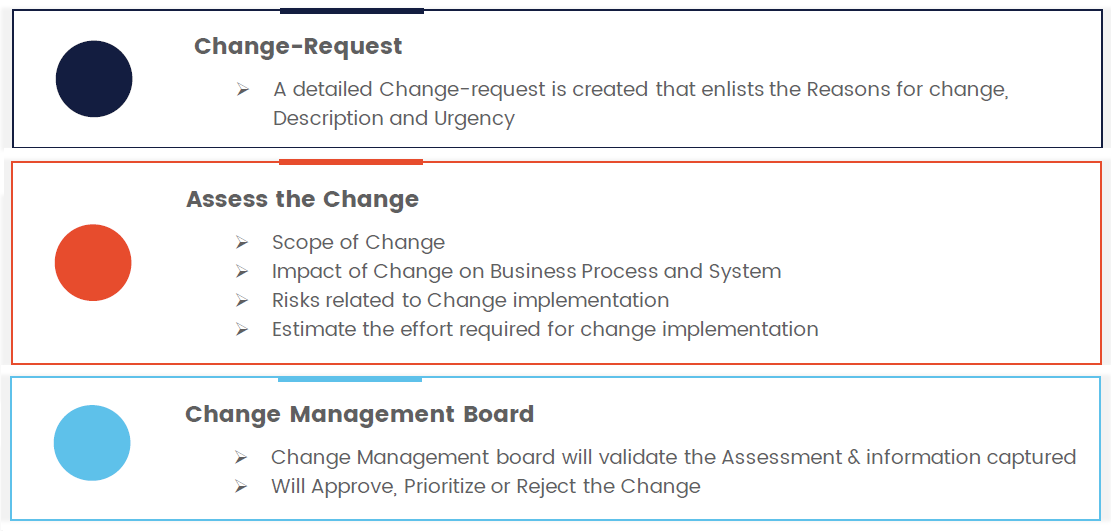 Change-Request
➢ A detailed Change-request is created that enlists the Reasons for change,
Description and Urgency
Assess the Change
➢ Scope of Change
➢ Impact of Change on Business Process and System
➢ Risks related to Change implementation
➢ Estimate the effort required for change implementation
Change Management Board
➢ Change Management board will validate the Assessment & information captured
➢ Will Approve, Prioritize or Reject the Change